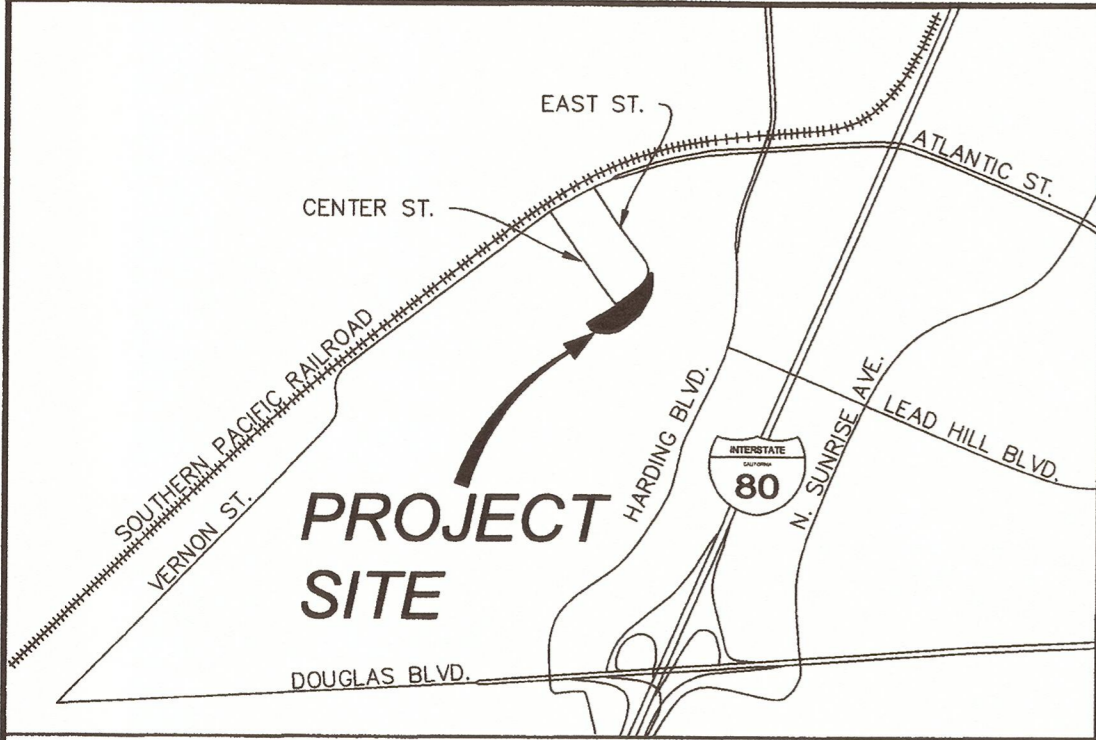 EAST ST.
ATLANTIC ST.
CENTER ST.
SOUTHERN PACIFIC RAILROAD
HARDING BLVD.
N. SUNRISE AVE.
LEAD HILL BLVD.
INTERSTATE
CALIFORNIA
80
VERNON ST.
PROJECT
SITE
DOUGLAS BLVD.